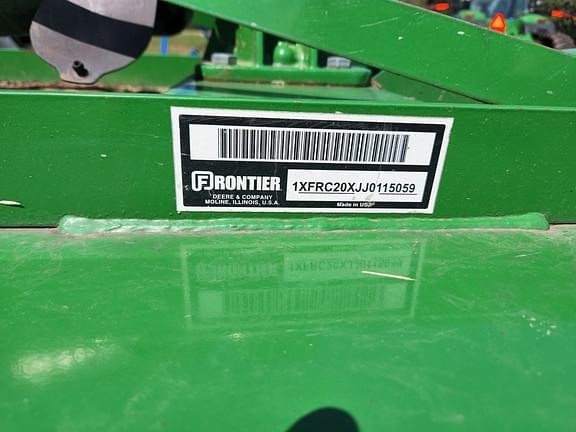 FRONTIER
DEERE & COMPANY
MOLINE, ILLINOIS, U.S.A.
1XFRC20XJJ0115059
Made in USA